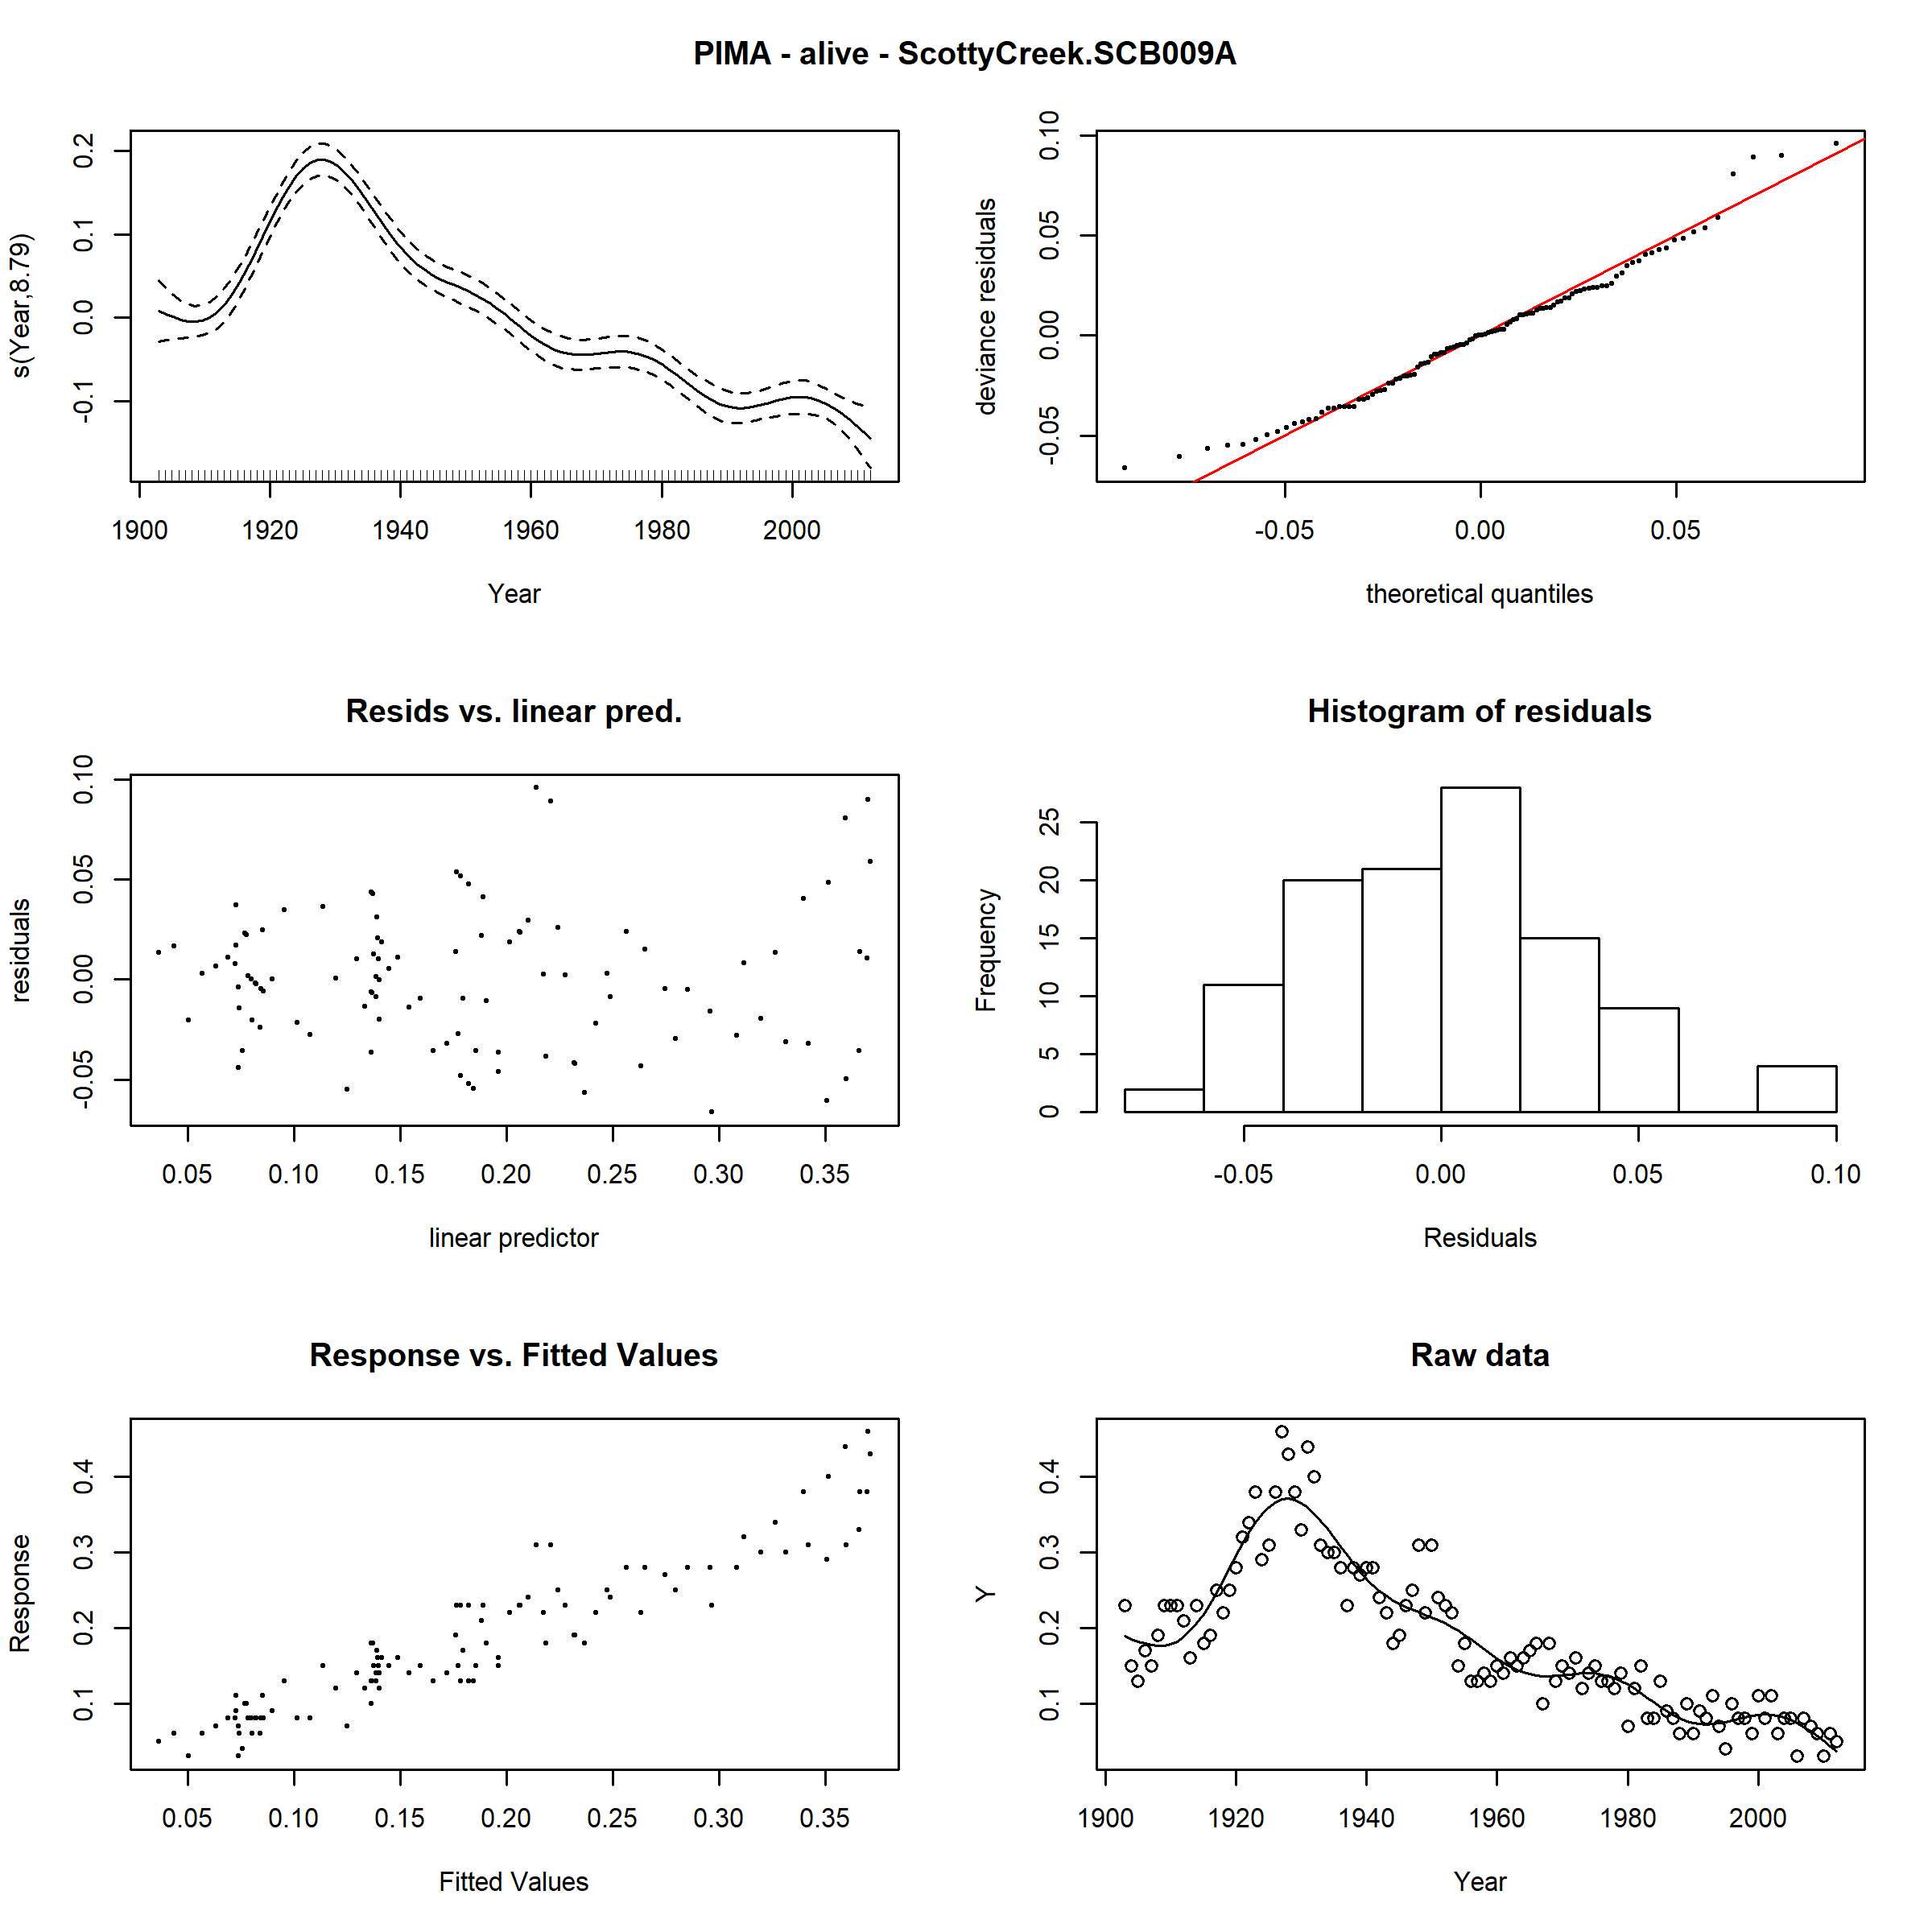 PIMA - alive - ScottyCreek.SCB009A
s(Year,8.79)
0.2
0.1
0.0
-0.1
1900 1920 1940 1960 1980 2000
Year
deviance residuals
0.10
0.05
0.00
-0.05
-0.05 0.00 0.05
theoretical quantiles
Resids vs. linear pred.
residuals
0.10
0.05
0.00
-0.05
0.05 0.10 0.15 0.20 0.25 0.30 0.35
linear predictor
Histogram of residuals
Frequency
25
20
15
10
5
0
-0.05 0.00 0.05 0.10
Residuals
Response vs. Fitted Values
Response
0.4
0.3
0.2
0.1
0.05 0.10 0.15 0.20 0.25 0.30 0.35
Fitted Values
Raw data
Y
0.4
0.3
0.2
0.1
1900 1920 1940 1960 1980 2000
Year